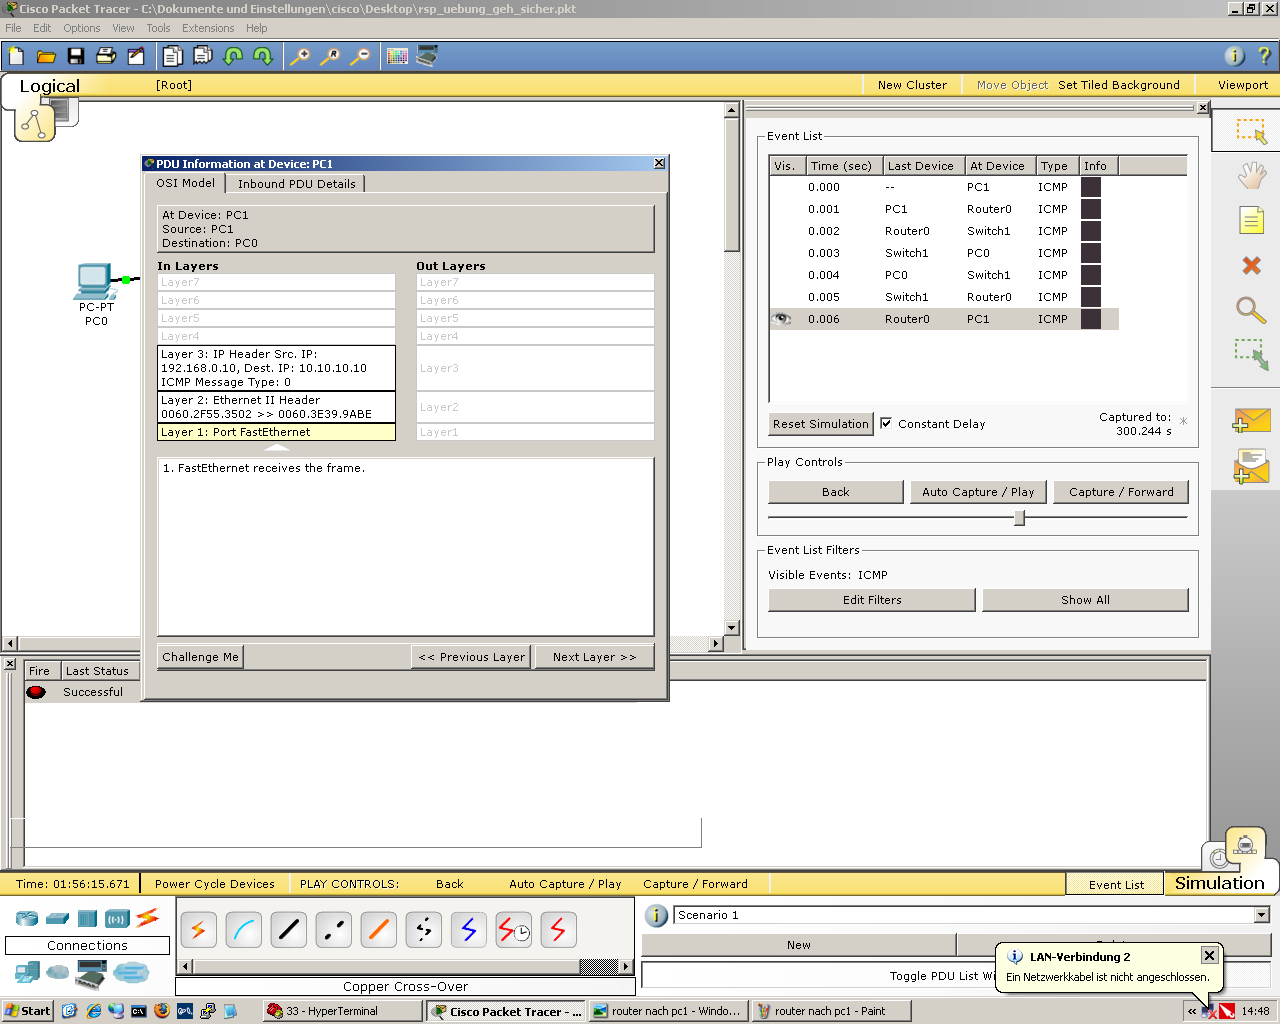 Cisco Packet Tracer - C:\Dokumente und Einstellungen\cisco\Desktop\rsp_uebung_geh_sicher.pkt
File Edit Options View Tools Extensions Help
Logical [Root] New Cluster Move Object Set Tiled Background Viewport
PC-PT
PC0
PDU Information at Device: PC1
OSI Model Inbound PDU Details
At Device: PC1
Source: PC1
Destination: PC0
In Layers Out Layers
Layer7 Layer7
Layer6 Layer6
Layer5 Layer5
Layer4 Layer4
Layer 3: IP Header Src. IP:
192.168.0.10, Dest. IP: 10.10.10.10
ICMP Message Type: 0
Layer3
Layer 2: Ethernet II Header
0060.2F55.3502 >> 0060.3E39.9ABE
Layer2
Layer 1: Port FastEthernet Layer1
1. FastEthernet receives the frame.
Challenge Me << Previous Layer Next Layer >>
Event List
Vis. Time (sec) Last Device At Device Type Info
0.000 -- PC1 ICMP
0.001 PC1 Router0 ICMP
0.002 Router0 Switch1 ICMP
0.003 Switch1 PC0 ICMP
0.004 PC0 Switch1 ICMP
0.005 Switch1 Router0 ICMP
0.006 Router0 PC1 ICMP
Reset Simulation Constant Delay Captured to: *
300.244 s
Play Controls
Back Auto Capture / Play Capture / Forward
Event List Filters
Visible Events: ICMP
Edit Filters Show All
Fire Last Status
Successful
Time: 01:56:15.671 Power Cycle Devices PLAY CONTROLS: Back Auto Capture / Play Capture / Forward Event List Simulation
Connections
Copper Cross-Over
Scenario 1
New
Toggle PDU List Wi
LAN-Verbindung 2
Ein Netzwerkkabel ist nicht angeschlossen.
Start 33 - HyperTerminal Cisco Packet Tracer - ... router nach pc1 - Windo... router nach pc1 - Paint << 14:48